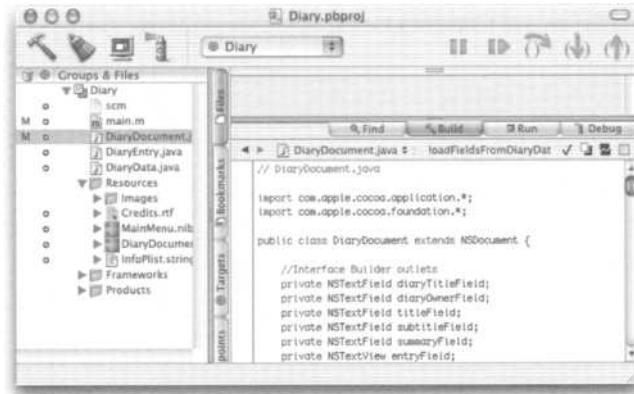 Diary.pbproj
Diary
Groups & Files
Diary
scm
M main.m
M DiaryDocument.j
DiaryEntry.java
DiaryData.java
Resources
Images
Credits.rtf
MainMenu.nib
DiaryDocume
InfoPlist.string
Frameworks
Products
Files
Bookmarks
Targets
points
Find
Build
Run
Debug
DiaryDocument.java
loadFieldsFromDiaryDat
// DiaryDocument.java
import com.apple.cocoa.application.*;
import com.apple.cocoa.foundation.*;
public class DiaryDocument extends NSDocument {
//Interface Builder outlets
private NSTextField diaryTitleField;
private NSTextField diaryOwnerField;
private NSTextField titleField;
private NSTextField subtitleField;
private NSTextField summaryField;
private NSTextView entryField;